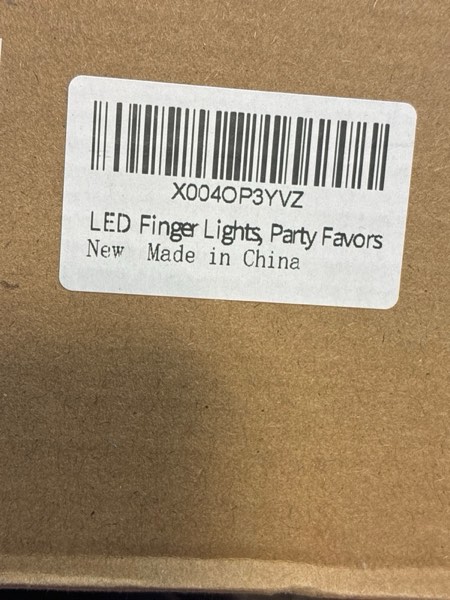 X004OP3YVZ
LED Finger Lights, Party Favors
New Made in China